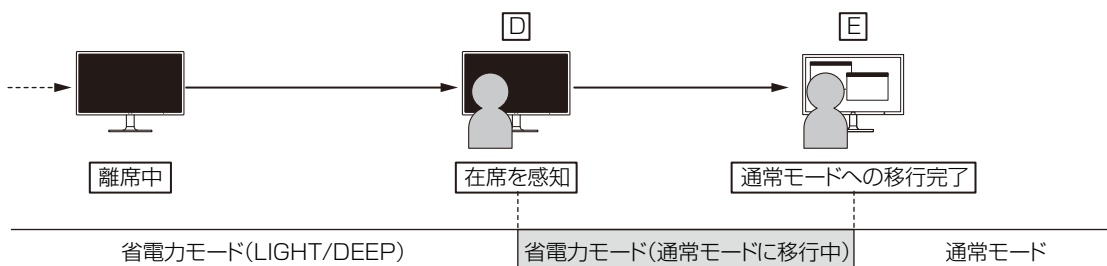 D
E
離席中
在席を感知
通常モードへの移行完了
省電力モード(LIGHT/DEEP)
省電力モード(通常モードに移行中)
通常モード